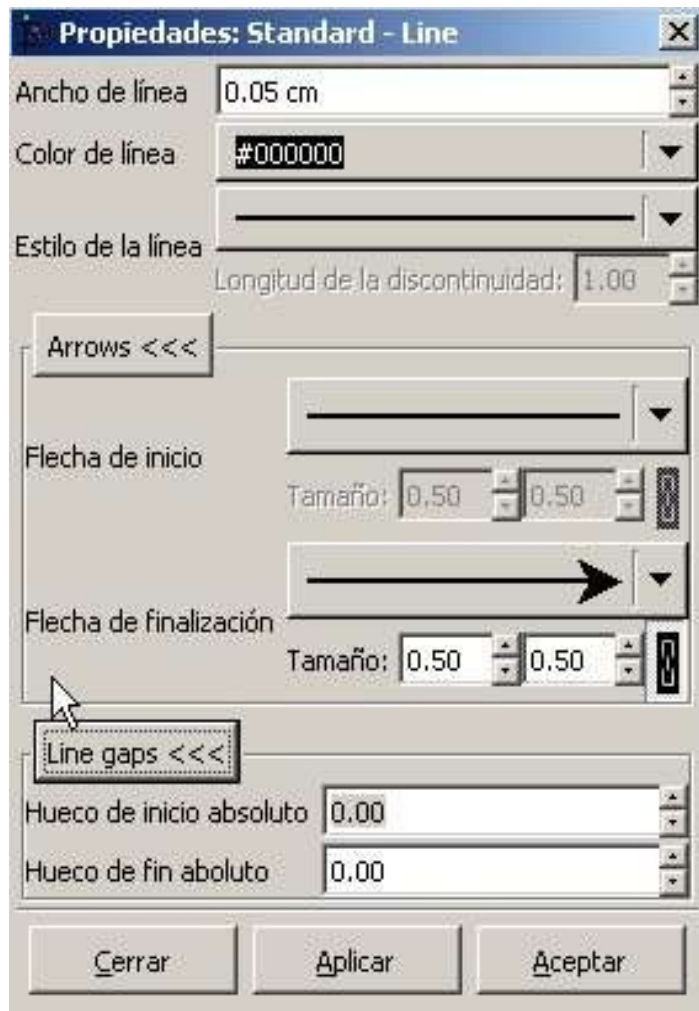 Propiedades: Standard - Line
Ancho de línea 0.05 cm
Color de línea #000000
Estilo de la línea
Longitud de la discontinuidad: 1.00
Arrows <<<
Flecha de inicio
Tamaño: 0.50 0.50
Flecha de finalización
Tamaño: 0.50 0.50
Line gaps <<<
Hueco de inicio absoluto 0.00
Hueco de fin aboluto 0.00
Cerrar Aplicar Aceptar